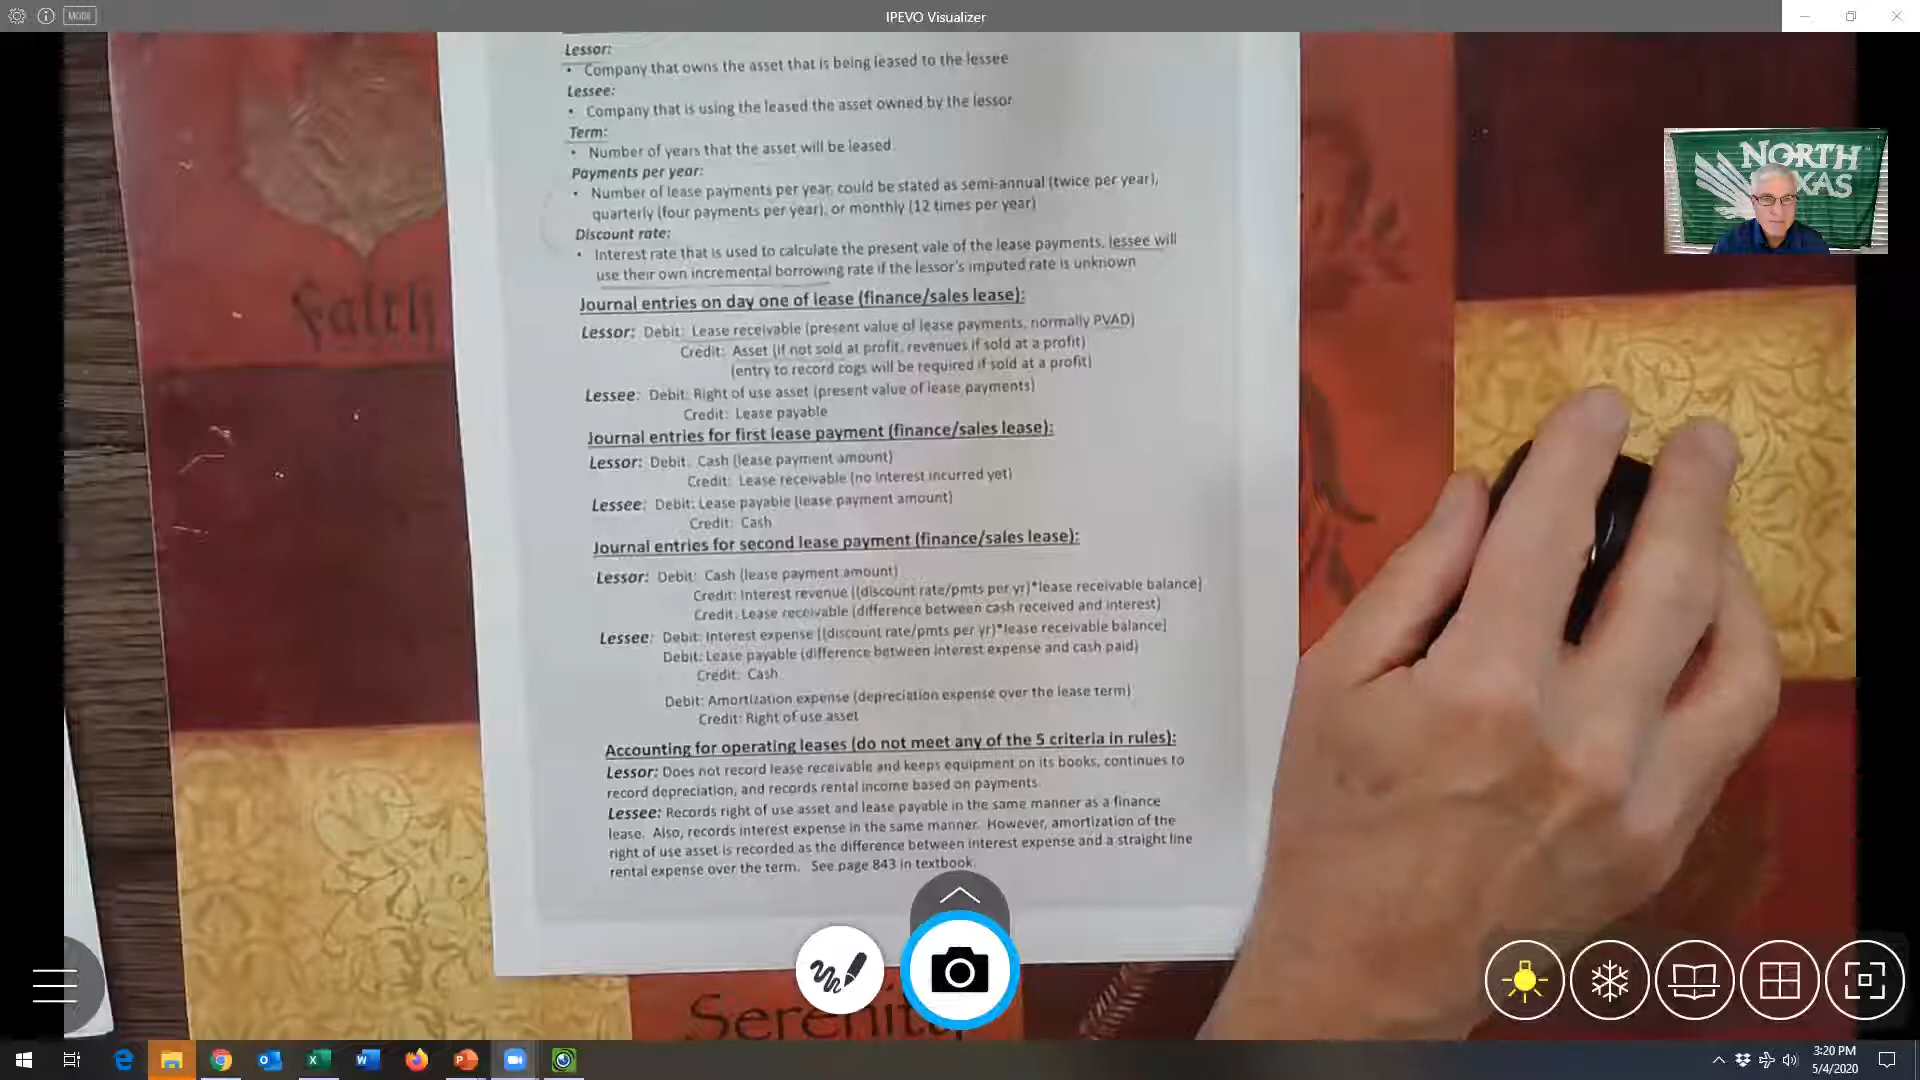 MODE
IPEVO Visualizer
Lessor:
• Company that owns the asset that is being leased to the lessee
Lessee:
• Company that is using the leased the asset owned by the lessor
Term:
• Number of years that the asset will be leased
Payments per year:
• Number of lease payments per year, could be stated as semi-annual (twice per year),
quarterly (four payments per year), or monthly (12 times per year)
Discount rate:
• Interest rate that is used to calculate the present vale of the lease payments, lessee will
use their own incremental borrowing rate if the lessor's imputed rate is unknown
Journal entries on day one of lease (finance/sales lease):
Lessor: Debit: Lease receivable (present value of lease payments, normally PVAD)
Credit: Asset (if not sold at profit, revenues if sold at a profit)
(entry to record cogs will be required if sold at a profit)
Lessee: Debit: Right of use asset (present value of lease payments)
Credit: Lease payable
Journal entries for first lease payment (finance/sales lease):
Lessor: Debit: Cash (lease payment amount)
Credit: Lease receivable (no interest incurred yet)
Lessee: Debit: Lease payable (lease payment amount)
Credit: Cash
Journal entries for second lease payment (finance/sales lease):
Lessor: Debit: Cash (lease payment amount)
Credit: Interest revenue [(discount rate/pmts per yr)*lease receivable balance]
Credit: Lease receivable (difference between cash received and interest)
Lessee: Debit: Interest expense [(discount rate/pmts per yr)*lease receivable balance]
Debit: Lease payable (difference between interest expense and cash paid)
Credit: Cash
Debit: Amortization expense (depreciation expense over the lease term)
Credit: Right of use asset
Accounting for operating leases (do not meet any of the 5 criteria in rules):
Lessor: Does not record lease receivable and keeps equipment on its books, continues to
record depreciation, and records rental income based on payments
Lessee: Records right of use asset and lease payable in the same manner as a finance
lease. Also, records interest expense in the same manner. However, amortization of the
right of use asset is recorded as the difference between interest expense and a straight line
rental expense over the term. See page 843 in textbook.
Faith
NORTH
TEXAS
Serenity
3:20 PM
5/4/2020